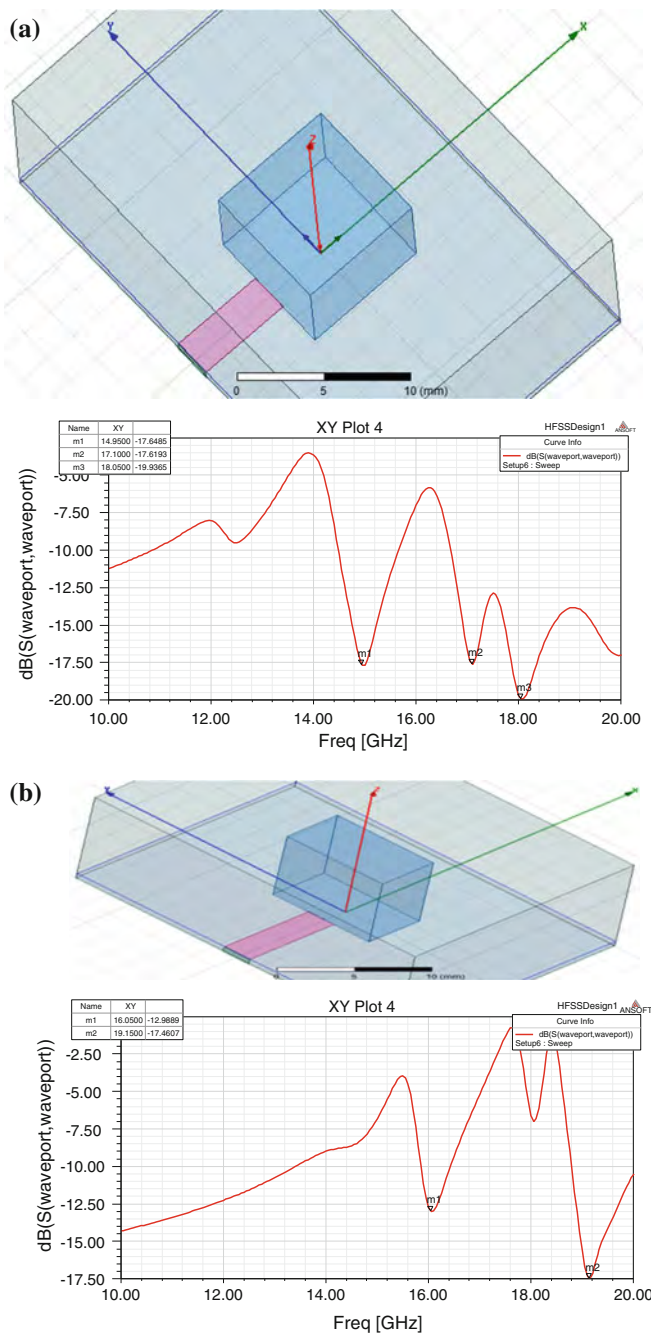 (a)
Y
X
Z
0 5 10 (mm)
XY Plot 4
HFSSDesign1
ANSOFT
Name XY
m1 14.9500 -17.6485
m2 17.1000 -17.6193
m3 18.0500 -19.9365
Curve Info
dB(S(waveport,waveport))
Setup6 : Sweep
dB(S(waveport,waveport))
-5.00
-7.50
-10.00
-12.50
-15.00
-17.50
-20.00
m1
m2
m3
10.00 12.00 14.00 16.00 18.00 20.00
Freq [GHz]
(b)
Z
0 5 10 (mm)
XY Plot 4
HFSSDesign1
ANSOFT
Name XY
m1 16.0500 -12.9889
m2 19.1500 -17.4607
Curve Info
dB(S(waveport,waveport))
Setup6 : Sweep
dB(S(waveport,waveport))
-2.50
-5.00
-7.50
-10.00
-12.50
-15.00
-17.50
m1
m2
10.00 12.00 14.00 16.00 18.00 20.00
Freq [GHz]